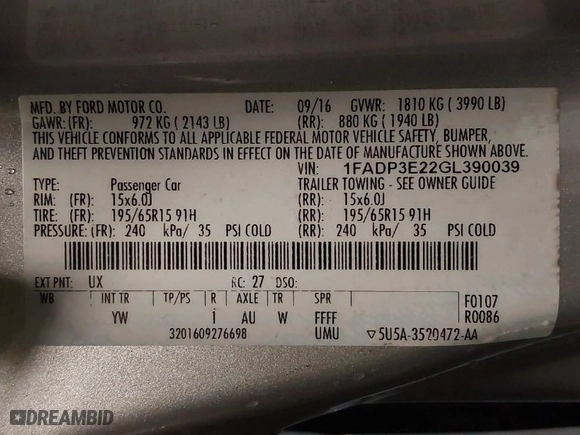 MFD. BY FORD MOTOR CO. DATE: 09/16 GVWR: 1810 KG ( 3990 LB)
GAWR: (FR): 972 KG ( 2143 LB) (RR): 880 KG ( 1940 LB)
THIS VEHICLE CONFORMS TO ALL APPLICABLE FEDERAL MOTOR VEHICLE SAFETY, BUMPER,
AND THEFT PREVENTION STANDARDS IN EFFECT ON THE DATE OF MANUFACTURE SHOWN ABOVE.
VIN: 1FADP3E22GL390039
TYPE: Passenger Car TRAILER TOWING - SEE OWNER GUIDE
RIM: (FR): 15x6.0J (RR): 15x6.0J
TIRE: (FR): 195/65R15 91H (RR): 195/65R15 91H
PRESSURE: (FR): 240 kPa/ 35 PSI COLD (RR): 240 kPa/ 35 PSI COLD
EXT PNT: UX RC: 27 DSO:
WB INT TR TP/PS R AXLE TR SPR F0107
YW 1 AU W FFFF R0086
3201609276698 UMU ▽5U5A-3520472-AA
DREAMBID